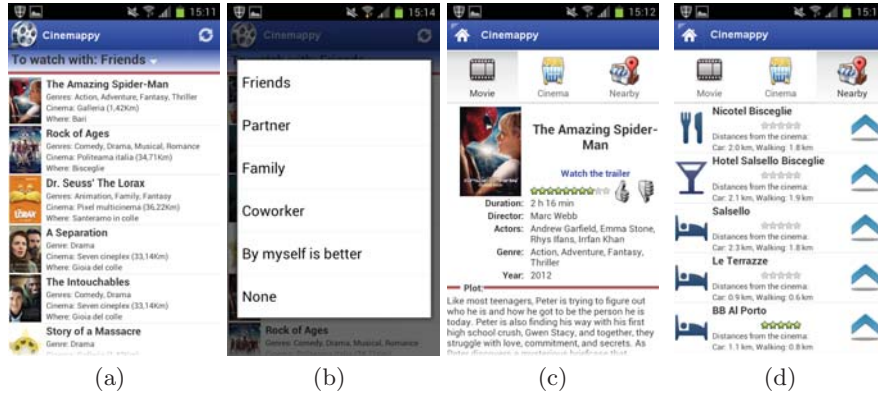 15:11
Cinemappy
To watch with: Friends
The Amazing Spider-Man
Genres: Action, Adventure, Fantasy, Thriller
Cinema: Galleria (1,42Km)
Where: Bari
Rock of Ages
Genres: Comedy, Drama, Musical, Romance
Cinema: Politeama italia (34,71Km)
Where: Bisceglie
Dr. Seuss' The Lorax
Genres: Animation, Family, Fantasy
Cinema: Pixel multicinema (36,22Km)
Where: Santeramo in colle
A Separation
Genre: Drama
Cinema: Seven cineplex (33,14Km)
Where: Gioia del colle
The Intouchables
Genres: Comedy, Drama
Cinema: Seven cineplex (33,14Km)
Where: Gioia del colle
Story of a Massacre
Genre: Drama
(a)
15:14
Cinemappy
Friends
Partner
Family
Coworker
By myself is better
None
Rock of Ages
Genres: Comedy, Drama, Musical, Romance
(b)
15:12
Cinemappy
Movie
Cinema
Nearby
The Amazing Spider-
Man
Watch the trailer
Duration: 2 h 16 min
Director: Marc Webb
Actors: Andrew Garfield, Emma Stone,
Rhys Ifans, Irrfan Khan
Genre: Action, Adventure, Fantasy,
Thriller
Year: 2012
Plot:
Like most teenagers, Peter is trying to figure out
who he is and how he got to be the person he is
today. Peter is also finding his way with his first
high school crush, Gwen Stacy, and together, they
struggle with love, commitment, and secrets. As
Peter discovers a mysterious briefcase that
(c)
Cinemappy
Movie
Cinema
Nearby
Nicotel Bisceglie
Distances from the cinema:
Car: 2.0 km, Walking: 1.8 km
Hotel Salsello Bisceglie
Distances from the cinema:
Car: 2.1 km, Walking: 1.9 km
Salsello
Distances from the cinema:
Car: 2.3 km, Walking: 1.8 km
Le Terrazze
Distances from the cinema:
Car: 0.9 km, Walking: 0.6 km
BB Al Porto
Distances from the cinema:
Car: 1.1 km, Walking: 0.8 km
(d)